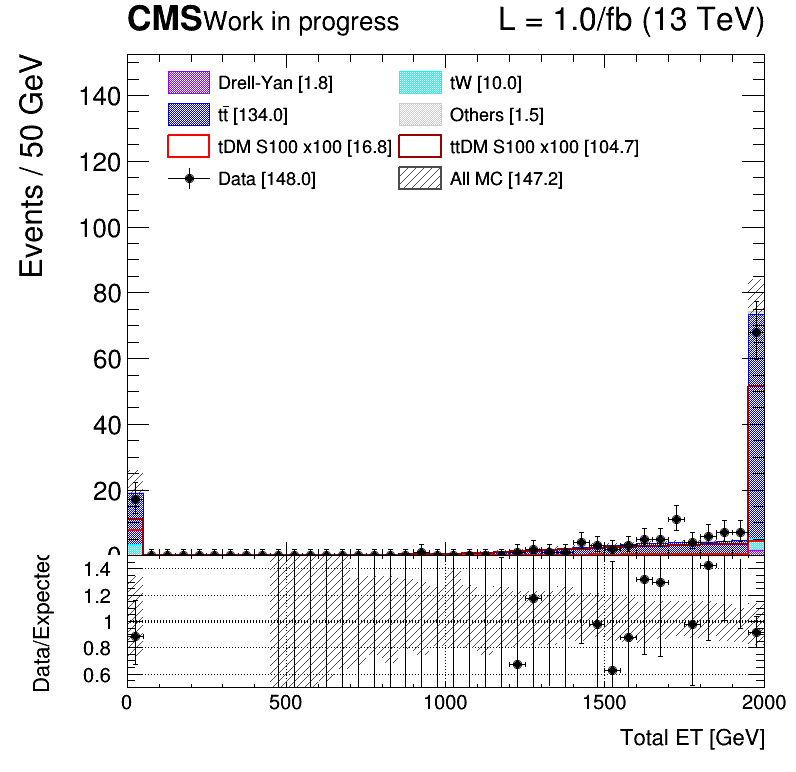 CMS Work in progress L = 1.0/fb (13 TeV)
Events / 50 GeV
Drell-Yan [1.8] tW [10.0]
tt̄ [134.0] Others [1.5]
tDM S100 x100 [16.8] ttDM S100 x100 [104.7]
Data [148.0] All MC [147.2]
140
120
100
80
60
40
20
0
Data/Expected
1.4
1.2
1
0.8
0.6
0 500 1000 1500 2000
Total ET [GeV]